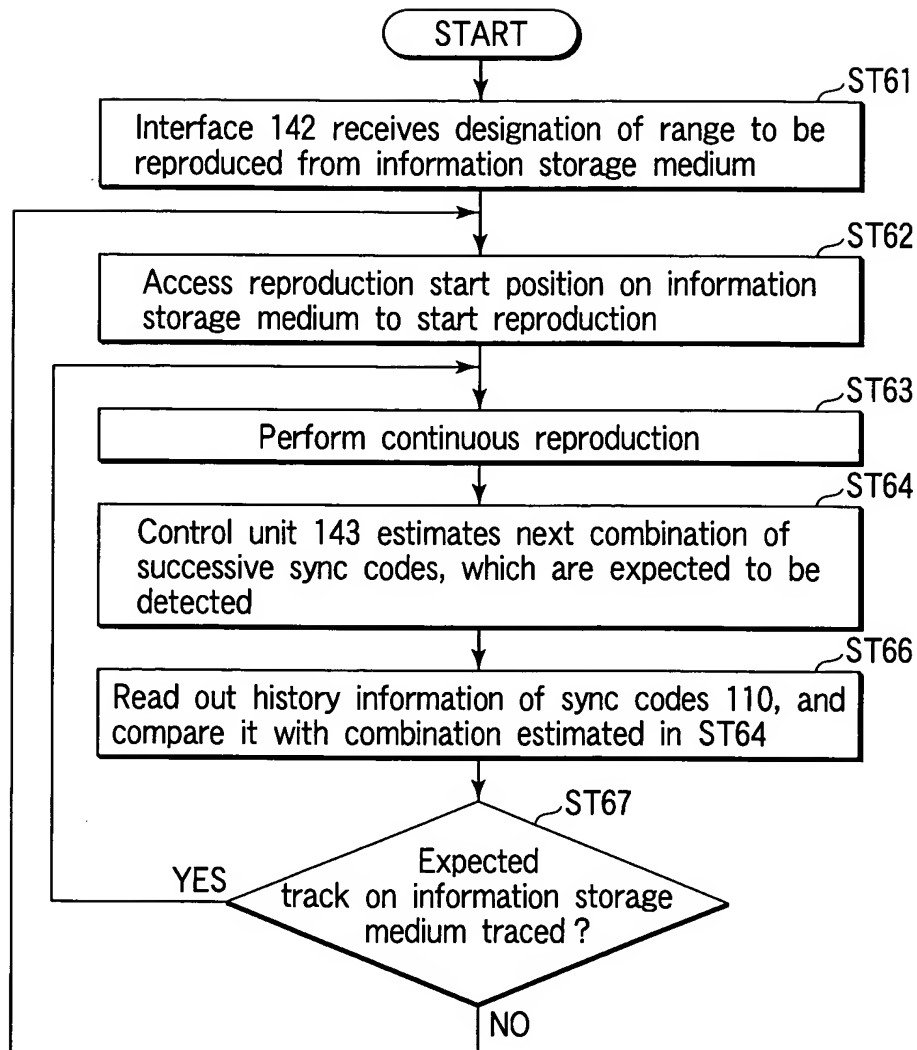 START
ST61
Interface 142 receives designation of range to be
reproduced from information storage medium
ST62
Access reproduction start position on information
storage medium to start reproduction
ST63
Perform continuous reproduction
ST64
Control unit 143 estimates next combination of
successive sync codes, which are expected to be
detected
ST66
Read out history information of sync codes 110, and
compare it with combination estimated in ST64
ST67
Expected
track on information storage
medium traced ?
YES
NO